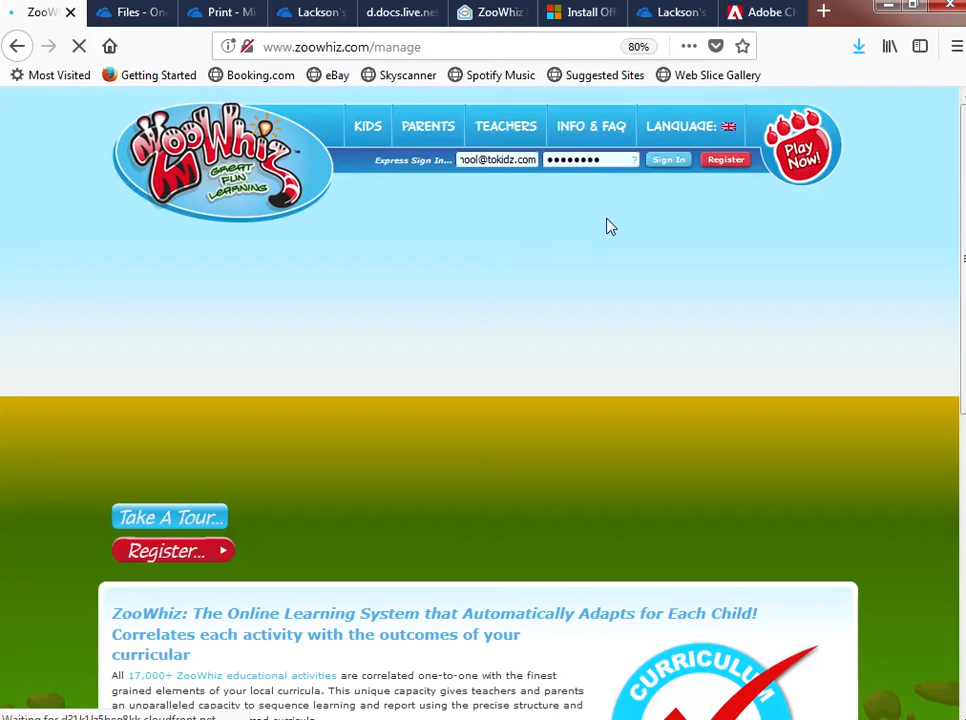 ZooW
Files - On
Print - Mi
Lackson's
d.docs.live.ne
ZooWhiz
Install Off
Lackson's
Adobe C
www.zoowhiz.com/manage
80%
Most Visited
Getting Started
Booking.com
eBay
Skyscanner
Spotify Music
Suggested Sites
Web Slice Gallery
ZooWhiz
GREAT
FUN
LEARNING
KIDS
PARENTS
TEACHERS
INFO & FAQ
LANGUAGE:
Play
Now!
Express Sign In...
ool@tokidz.com
••••••••
?
Sign In
Register
Take A Tour...
Register...
ZooWhiz: The Online Learning System that Automatically Adapts for Each Child!
Correlates each activity with the outcomes of your
curricular
All 17,000+ ZooWhiz educational activities are correlated one-to-one with the finest
grained elements of your local curricula. This unique capacity gives teachers and parents
an unparalleled capacity to sequence learning and report using the precise structure and
CURRICULUM